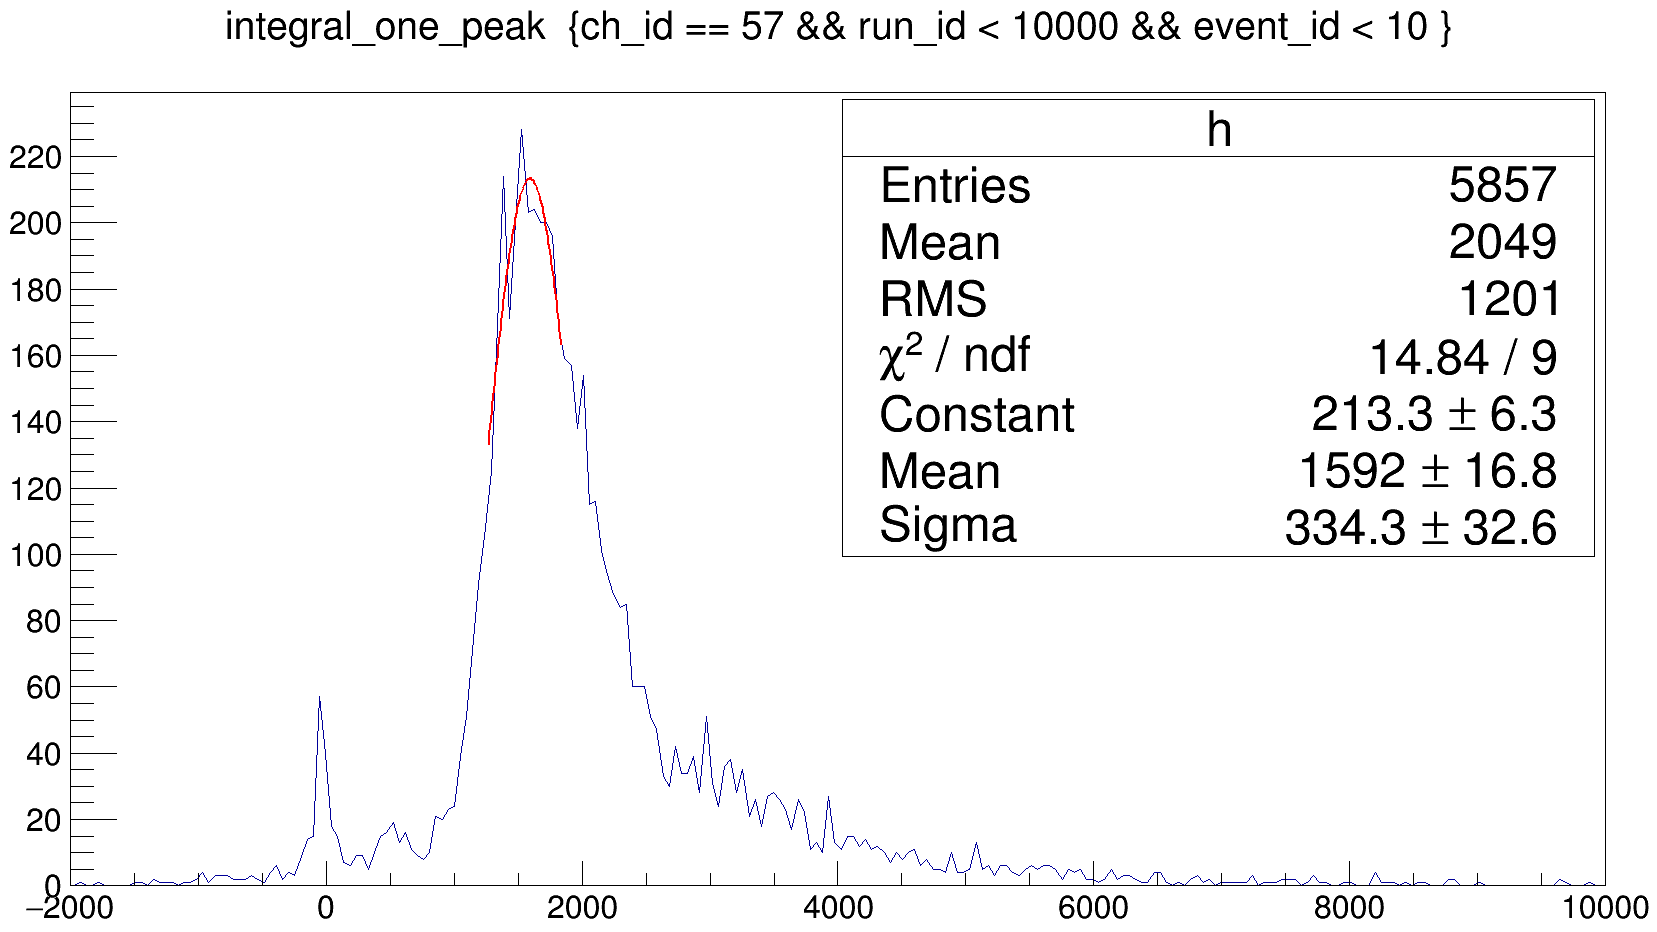 integral_one_peak {ch_id == 57 && run_id < 10000 && event_id < 10 }
h
Entries 5857
Mean 2049
RMS 1201
χ² / ndf 14.84 / 9
Constant 213.3 ± 6.3
Mean 1592 ± 16.8
Sigma 334.3 ± 32.6
220
200
180
160
140
120
100
80
60
40
20
0
−2000 0 2000 4000 6000 8000 10000